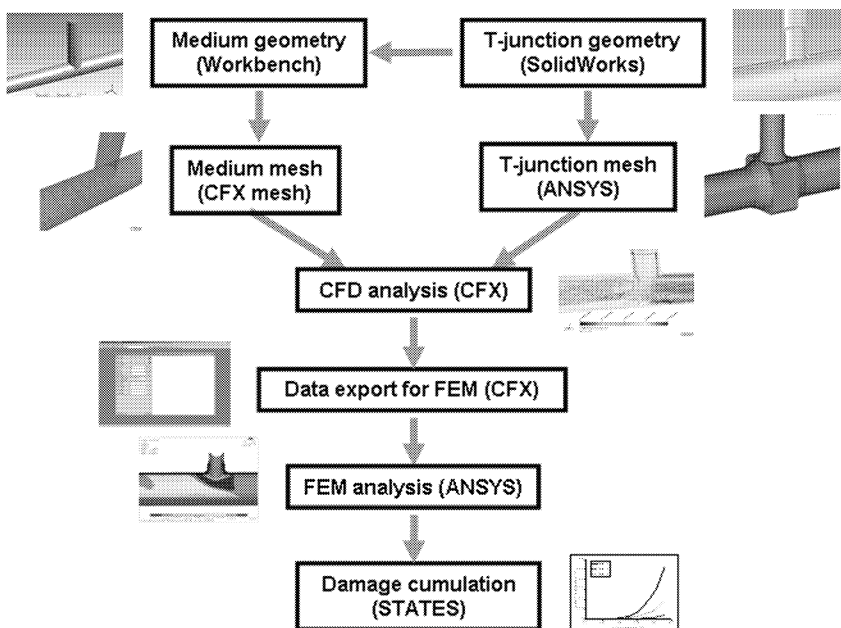 Medium geometry
(Workbench)
T-junction geometry
(SolidWorks)
Medium mesh
(CFX mesh)
T-junction mesh
(ANSYS)
CFD analysis (CFX)
Data export for FEM (CFX)
FEM analysis (ANSYS)
Damage cumulation
(STATES)